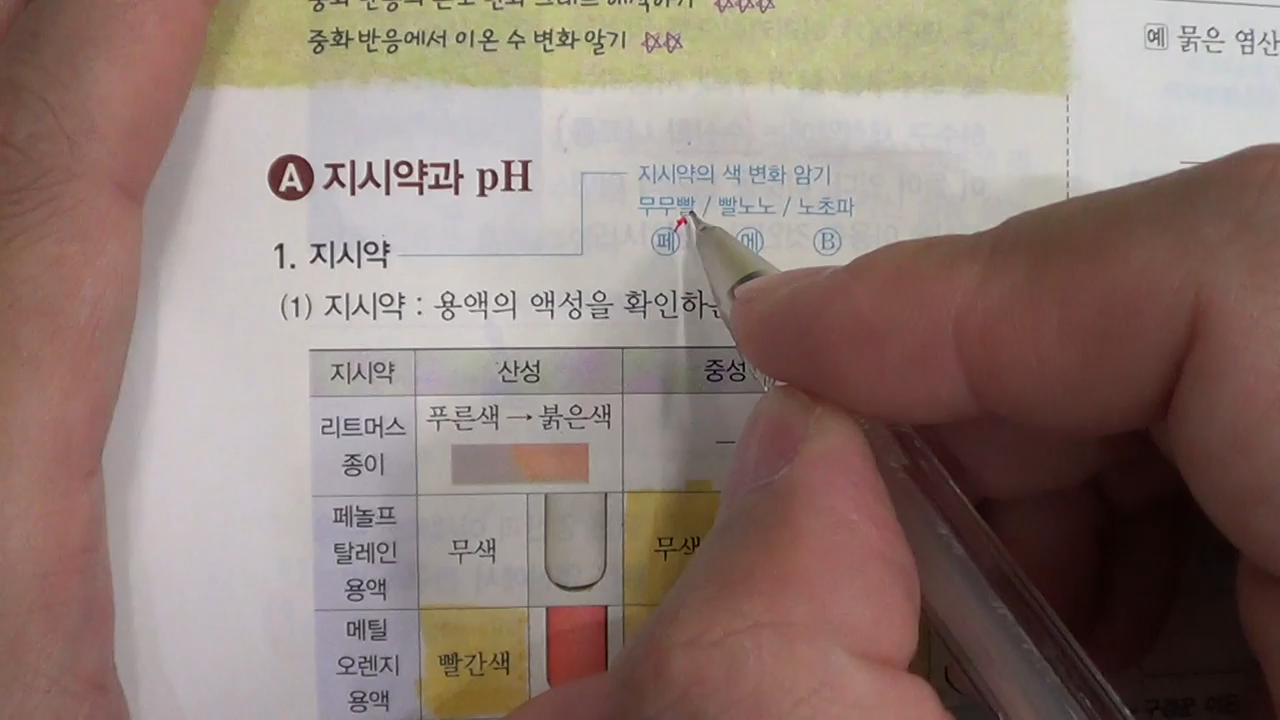 중화 반응에서 이온 수 변화 알기
예 묽은 염산
A 지시약과 pH
지시약의 색 변화 암기
무무빨 / 빨노노 / 노초파
페 메 B
1. 지시약
(1) 지시약 : 용액의 액성을 확인하는
지시약 산성 중성
리트머스 종이 푸른색 → 붉은색 —
페놀프
탈레인
용액
무색 무색
메틸
오렌지
용액
빨간색